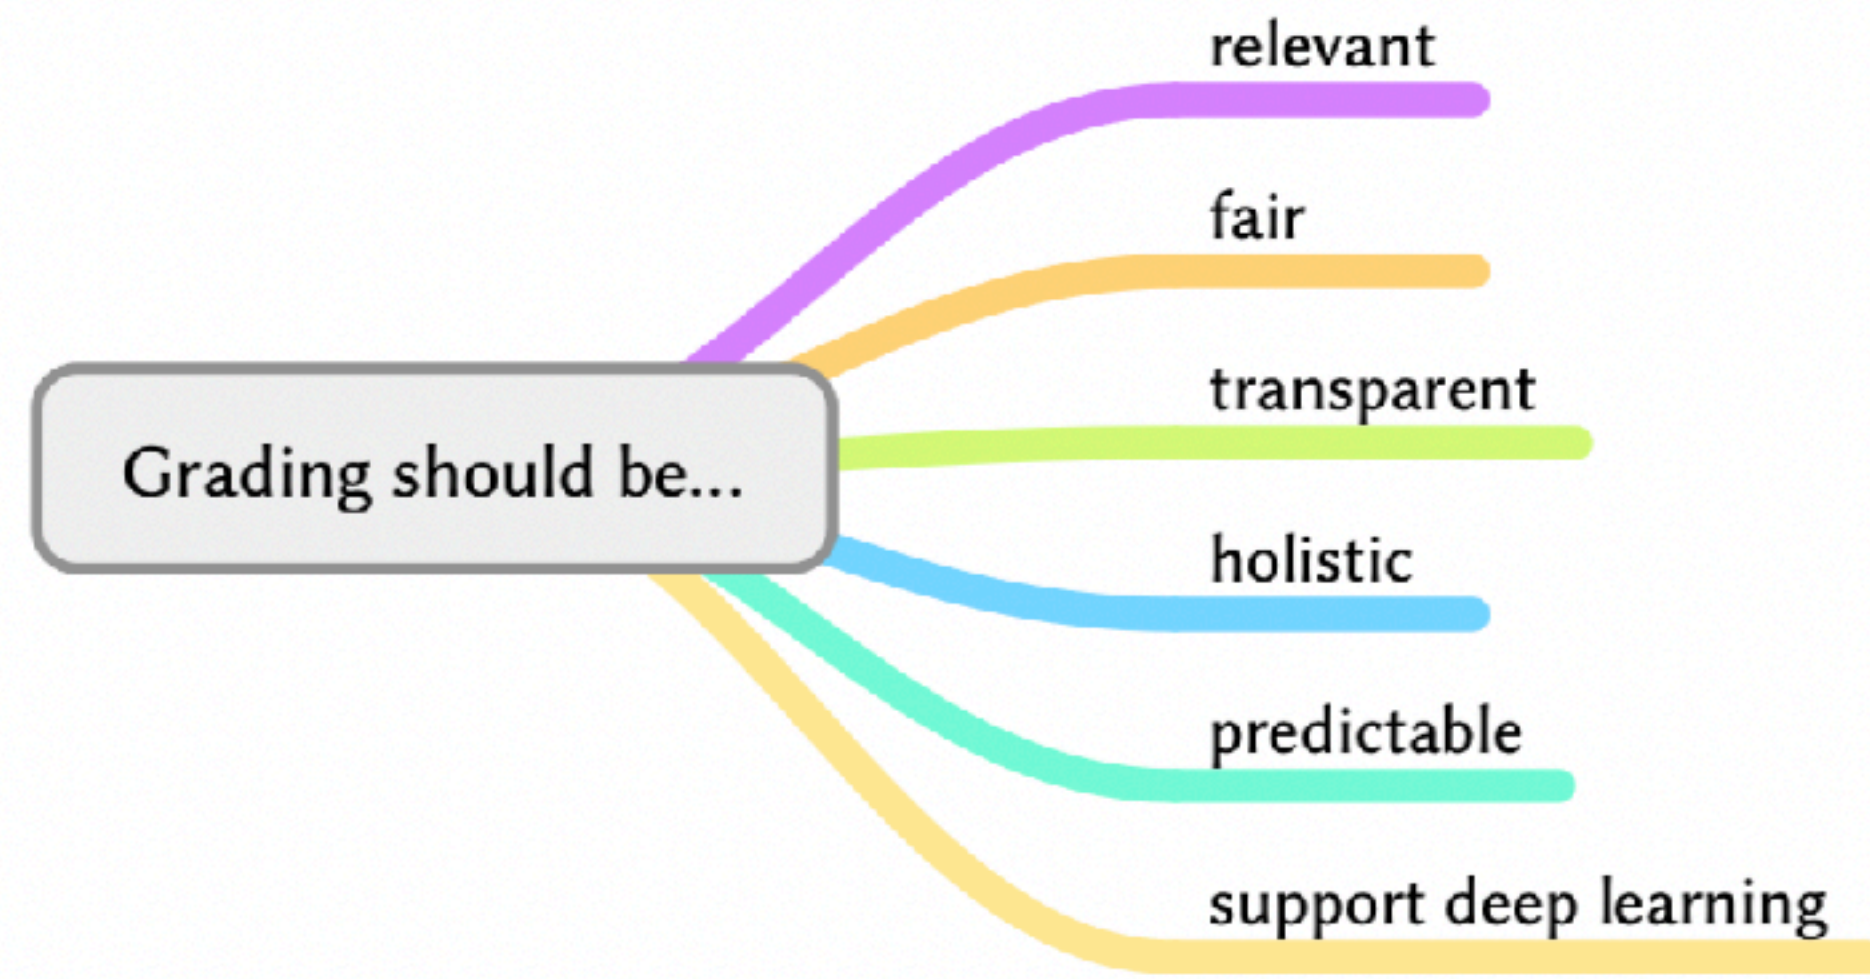 relevant
fair
transparent
Grading should be...
holistic
predictable
support deep learning